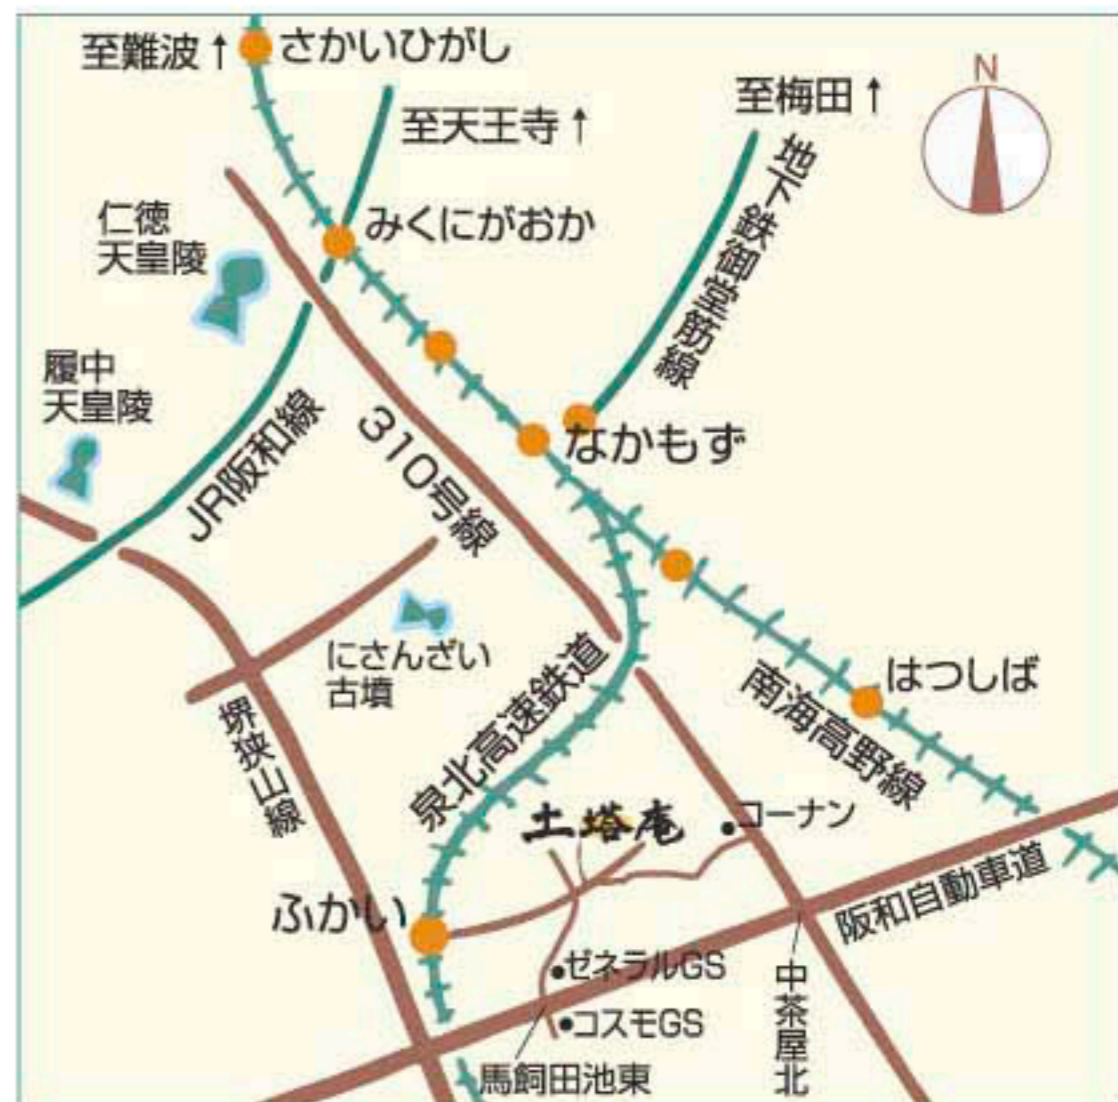 至難波↑
さかいひがし
至天王寺↑
至梅田↑
N
地下鉄御堂筋線
みくにがおか
仁徳
天皇陵
履中
天皇陵
JR阪和線
310号線
なかもず
にさんざい
古墳
泉北高速鉄道
はつしば
南海高野線
堺狭山線
土塔庵
コーナン
ふかい
阪和自動車道
ゼネラルGS
中茶屋北
コスモGS
馬飼田池東